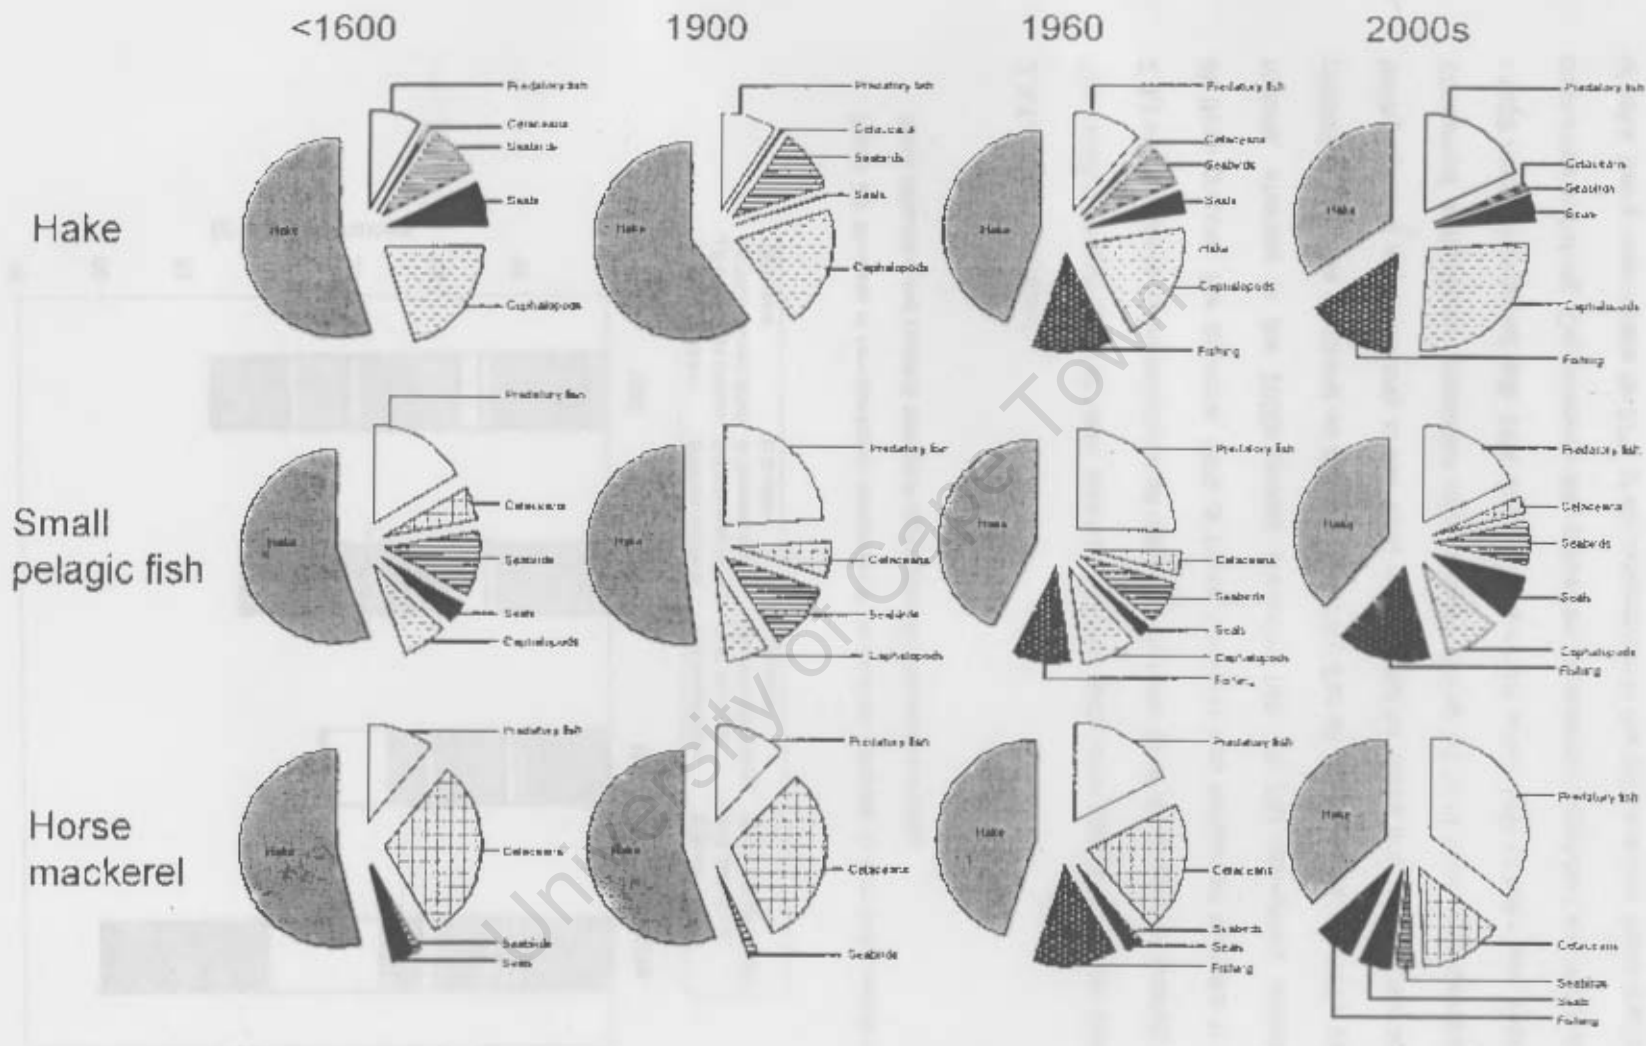 <1600 1900 1960 2000s
Hake
Predatory fish
Cetaceans
Seabirds
Seals
Cephalopods
Hake
Predatory fish
Cetaceans
Seabirds
Seals
Cephalopods
Hake
Predatory fish
Cetaceans
Seabirds
Seals
Hake
Cephalopods
Fishing
Hake
Predatory fish
Cetaceans
Seabirds
Seals
Cephalopods
Fishing
Hake
Small
pelagic fish
Predatory fish
Cetaceans
Seabirds
Seals
Cephalopods
Hake
Predatory fish
Cetaceans
Seabirds
Cephalopods
Hake
Predatory fish
Cetaceans
Seabirds
Seals
Cephalopods
Fishing
Hake
Predatory fish
Cetaceans
Seabirds
Seals
Cephalopods
Fishing
Hake
Horse
mackerel
Predatory fish
Cetaceans
Seabirds
Seals
Hake
Predatory fish
Cetaceans
Seabirds
Hake
Predatory fish
Cetaceans
Seabirds
Seals
Fishing
Hake
Predatory fish
Cetaceans
Seabirds
Seals
Fishing
Hake
University of Cape Town